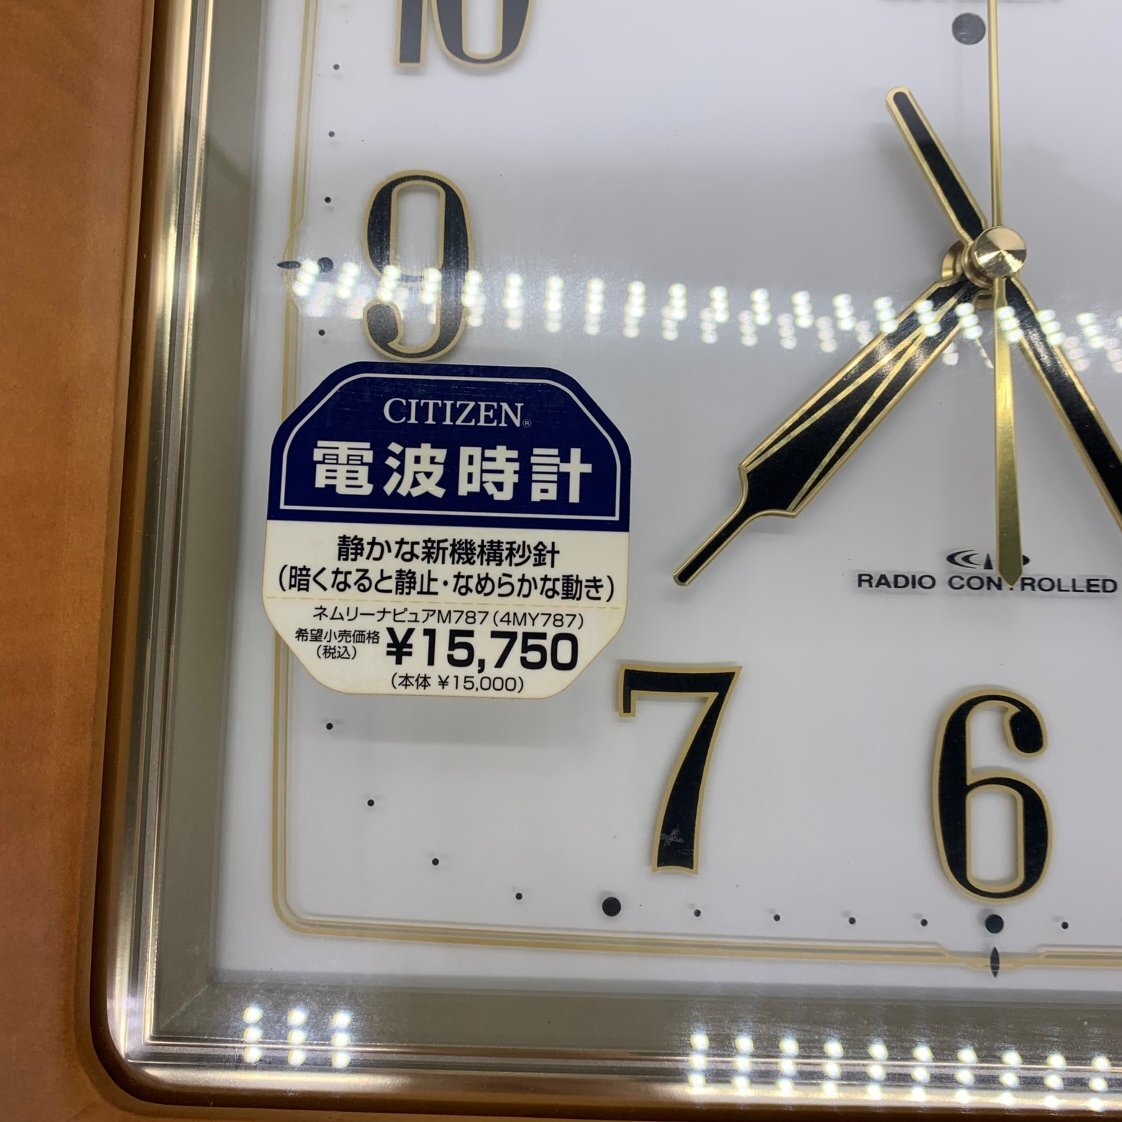 10
9
CITIZEN®
電波時計
静かな新機構秒針
(暗くなると静止・なめらかな動き)
ネムリーナピュアM787(4MY787)
希望小売価格
(税込)
¥15,750
(本体 ¥15,000)
RADIO CONTROLLED
7
6